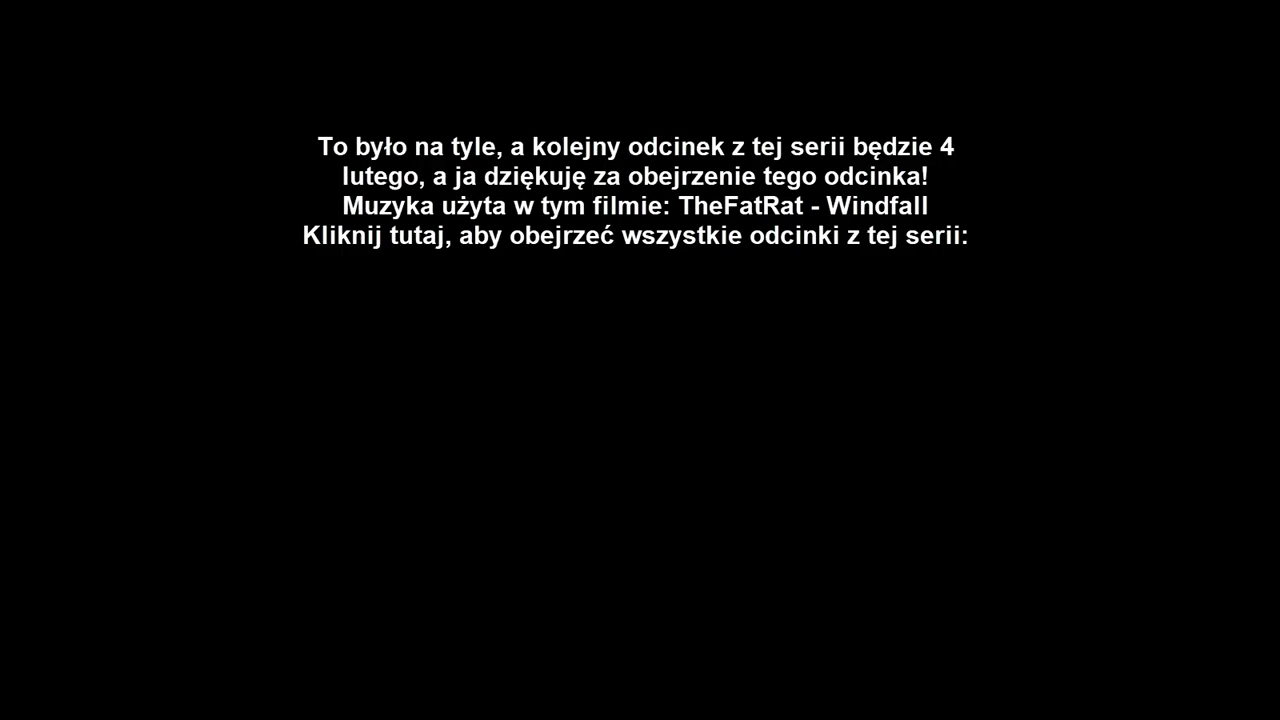 To było na tyle, a kolejny odcinek z tej serii będzie 4
lutego, a ja dziękuję za obejrzenie tego odcinka!
Muzyka użyta w tym filmie: TheFatRat - Windfall
Kliknij tutaj, aby obejrzeć wszystkie odcinki z tej serii: